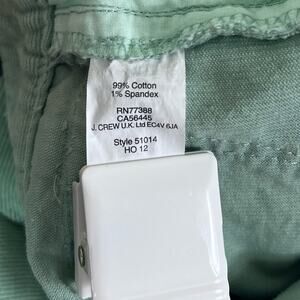 99% Cotton
1% Spandex
RN77388
CA56445
J. CREW U.K. Ltd EC4V 6JA
Style 51014
HO 12